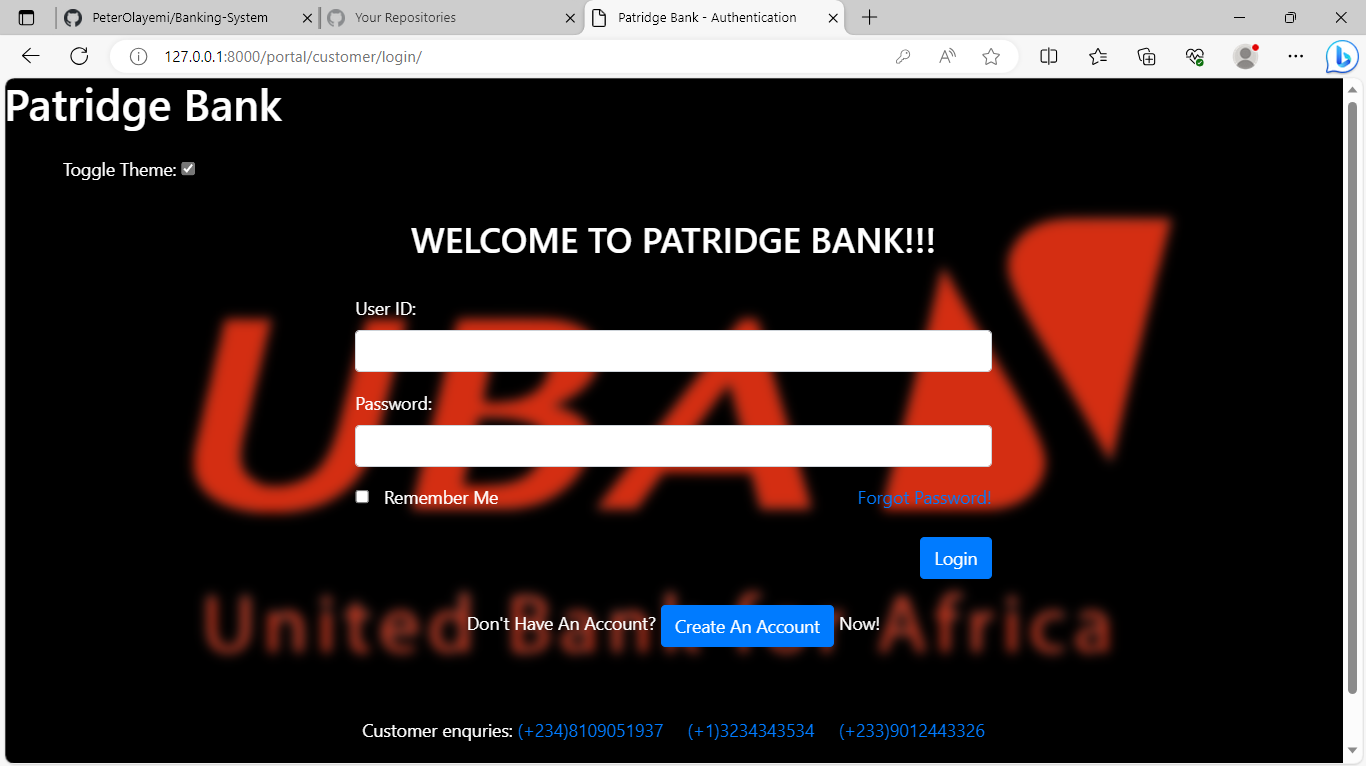 PeterOlayemi/Banking-System
Your Repositories
Patridge Bank - Authentication
127.0.0.1:8000/portal/customer/login/
Patridge Bank
Toggle Theme:
WELCOME TO PATRIDGE BANK!!!
User ID:
UBA
Password:
Remember Me
Forgot Password!
Login
United Bank for Africa
Don't Have An Account? Create An Account Now!
Customer enquries: (+234)8109051937 (+1)3234343534 (+233)9012443326